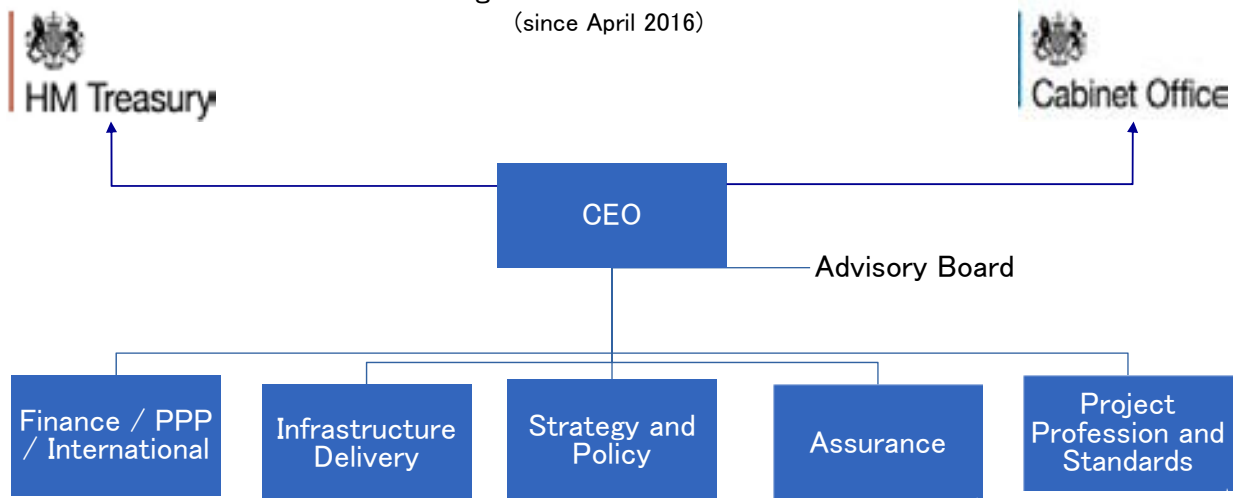 (since April 2016)
HM Treasury
Cabinet Office
CEO
Advisory Board
Finance / PPP
/ International
Infrastructure
Delivery
Strategy and
Policy
Assurance
Project
Profession and
Standards